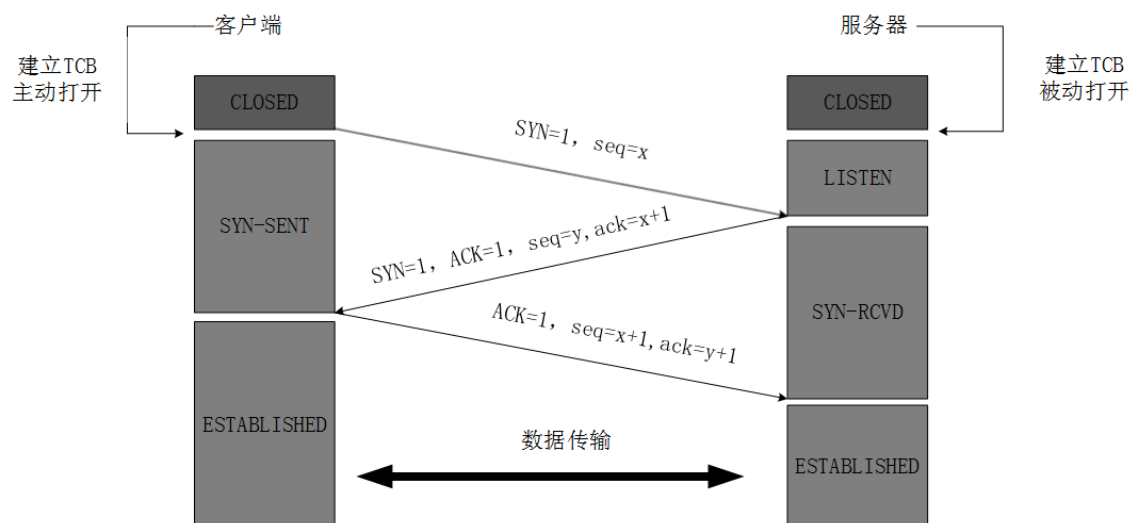 客户端
服务器
建立TCB
主动打开
建立TCB
被动打开
CLOSED
CLOSED
SYN=1, seq=x
LISTEN
SYN-SENT
SYN=1, ACK=1, seq=y,ack=x+1
SYN-RCVD
ACK=1, seq=x+1,ack=y+1
ESTABLISHED
数据传输
ESTABLISHED